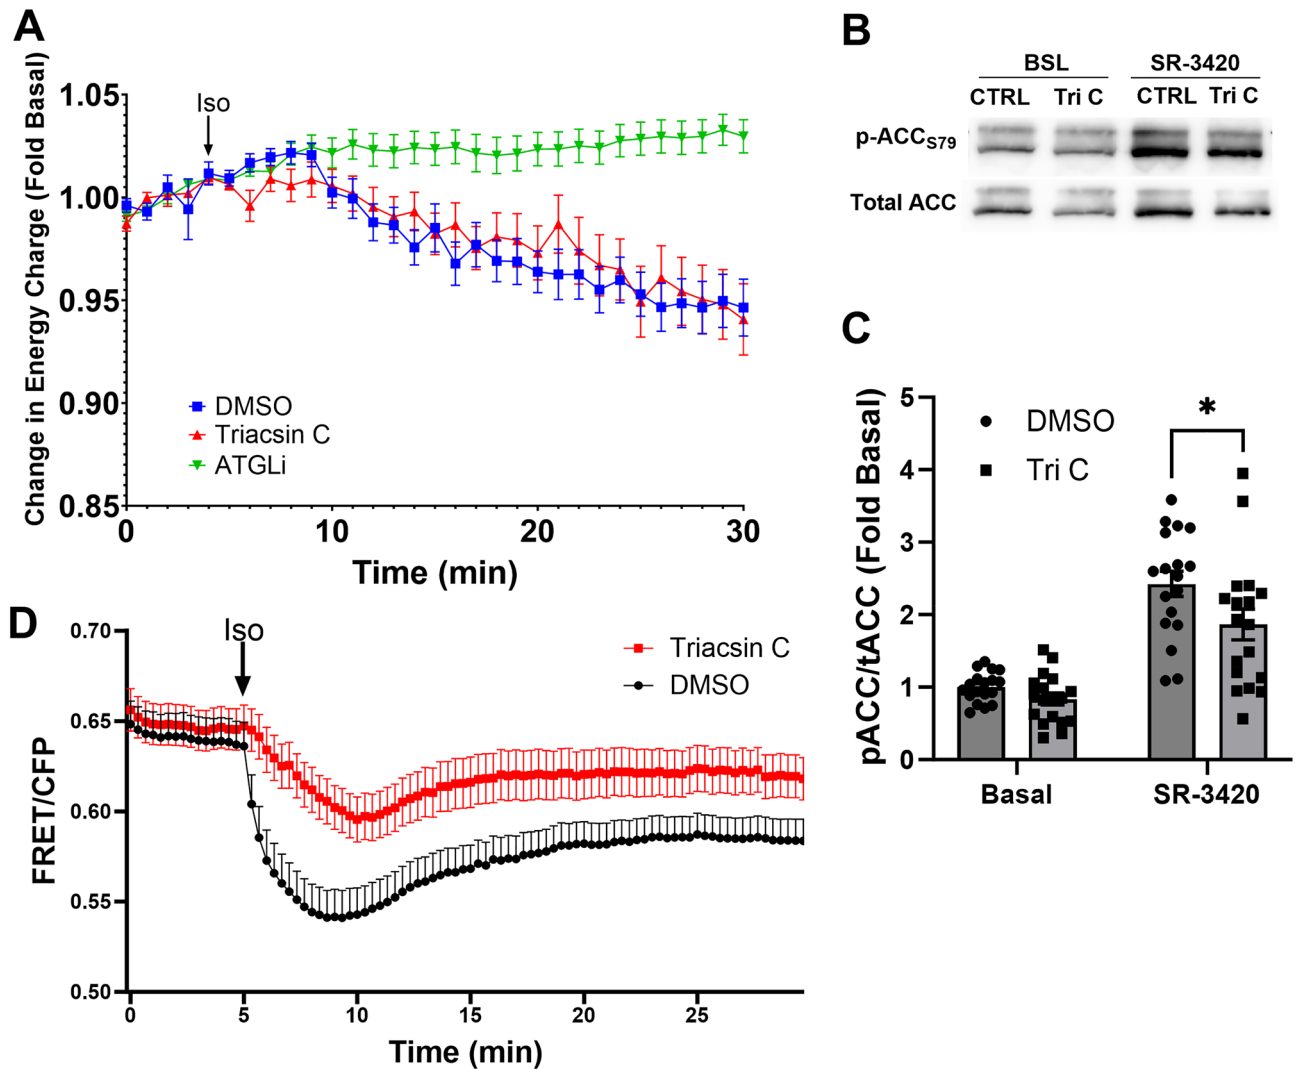 A
Change in Energy Charge (Fold Basal)
1.05
1.00
0.95
0.90
0.85
Iso
DMSO
Triacsin C
ATGLi
0 10 20 30
Time (min)
B
BSL SR-3420
CTRL Tri C CTRL Tri C
p-ACCS79
Total ACC
C
pACC/tACC (Fold Basal)
5
4
3
2
1
0
DMSO
Tri C
*
Basal SR-3420
D
FRET/CFP
0.70
0.65
0.60
0.55
0.50
Iso
Triacsin C
DMSO
0 5 10 15 20 25
Time (min)